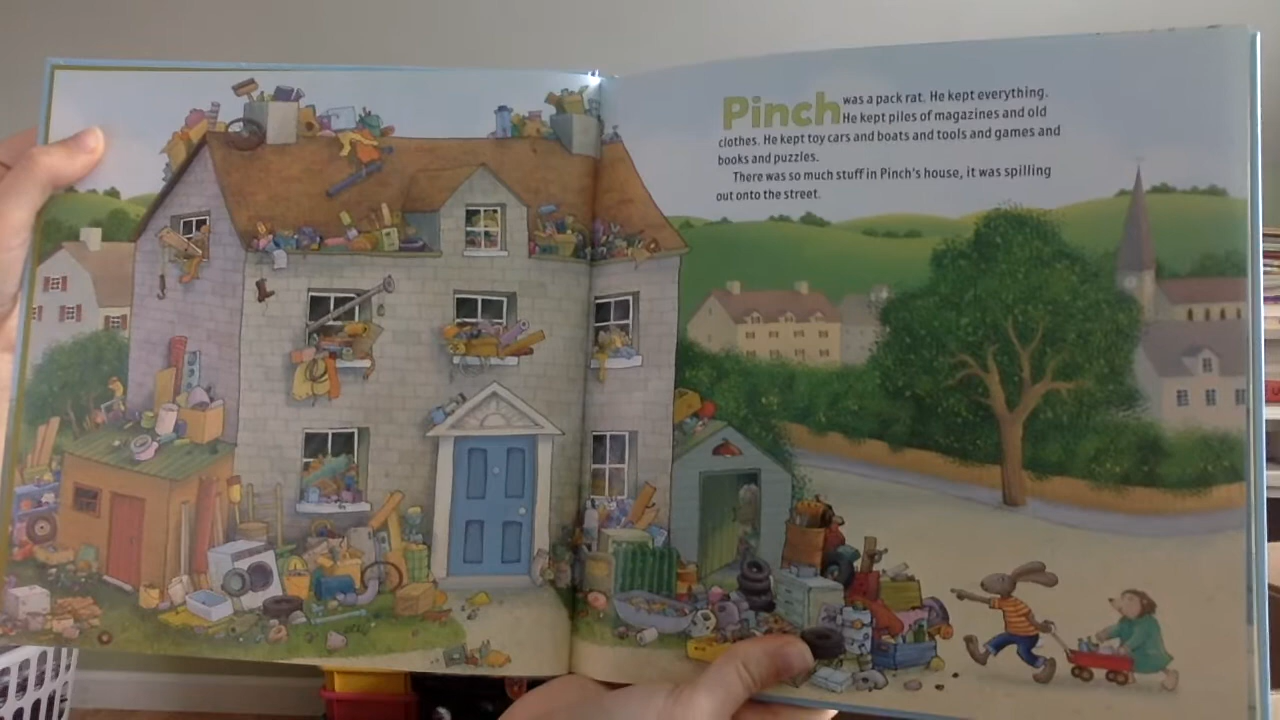 Pinch was a pack rat. He kept everything.
He kept piles of magazines and old
clothes. He kept toy cars and boats and tools and games and
books and puzzles.
There was so much stuff in Pinch's house, it was spilling
out onto the street.